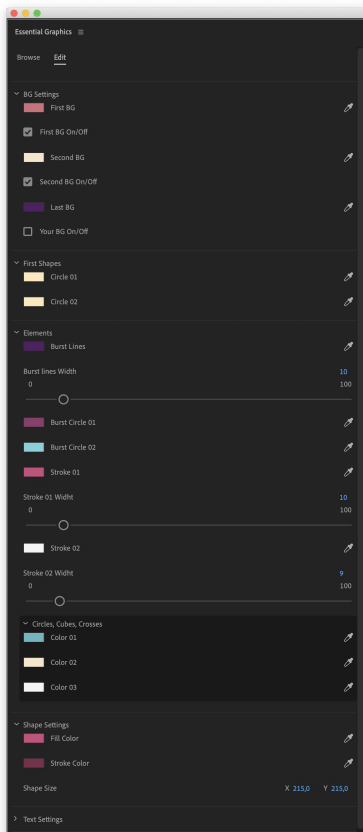 Essential Graphics
Browse Edit
BG Settings
First BG
First BG On/Off
Second BG
Second BG On/Off
Last BG
Your BG On/Off
First Shapes
Circle 01
Circle 02
Elements
Burst Lines
Burst lines Width 10
0 100
Burst Circle 01
Burst Circle 02
Stroke 01
Stroke 01 Widht 10
0 100
Stroke 02
Stroke 02 Widht 9
0 100
Circles, Cubes, Crosses
Color 01
Color 02
Color 03
Shape Settings
Fill Color
Stroke Color
Shape Size X 215,0 Y 215,0
Text Settings